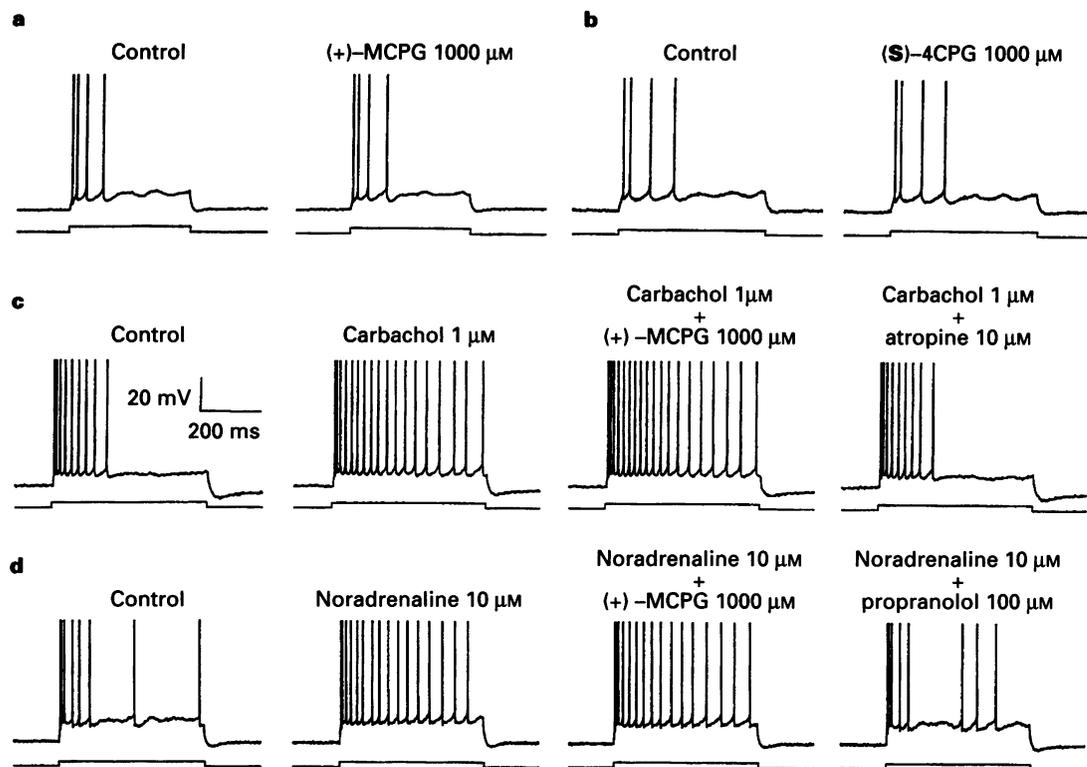 a
b
Control
(+)–MCPG 1000 µM
Control
(S)–4CPG 1000 µM
c
Control
Carbachol 1 µM
Carbachol 1µM
+
(+) –MCPG 1000 µM
Carbachol 1 µM
+
atropine 10 µM
20 mV
200 ms
d
Control
Noradrenaline 10 µM
Noradrenaline 10 µM
+
(+) –MCPG 1000 µM
Noradrenaline 10 µM
+
propranolol 100 µM